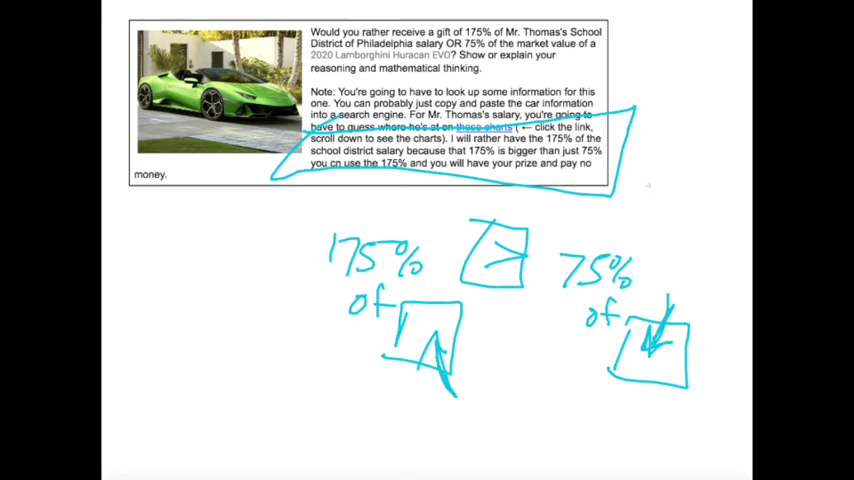 Would you rather receive a gift of 175% of Mr. Thomas's School
District of Philadelphia salary OR 75% of the market value of a
2020 Lamborghini Huracan EVO? Show or explain your
reasoning and mathematical thinking.
Note: You're going to have to look up some information for this
one. You can probably just copy and paste the car information
into a search engine. For Mr. Thomas's salary, you're going to
have to guess where he's at on these charts (← click the link,
scroll down to see the charts). I will rather have the 175% of the
school district salary because that 175% is bigger than just 75%
you cn use the 175% and you will have your prize and pay no
money.
175% > 75%
of of